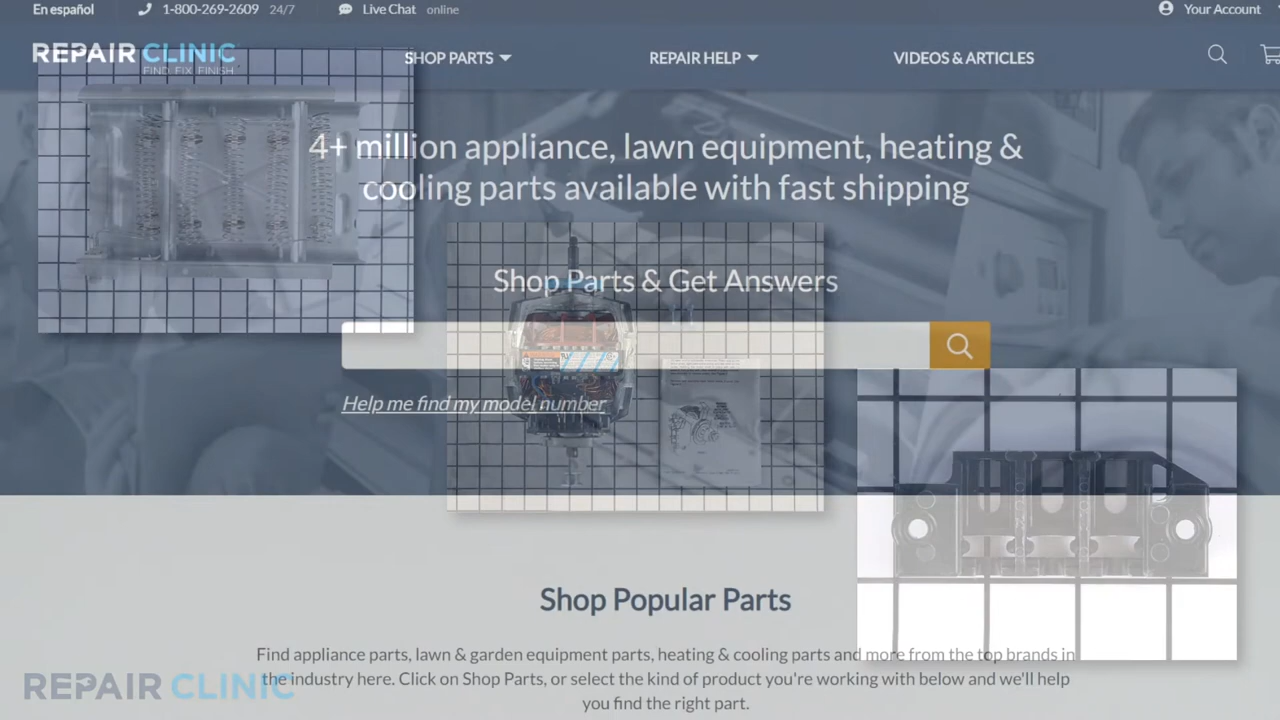 En español
1-800-269-2609 24/7
Live Chat online
Your Account
REPAIR CLINIC
FIND. FIX. FINISH.
SHOP PARTS
REPAIR HELP
VIDEOS & ARTICLES
4+ million appliance, lawn equipment, heating &
cooling parts available with fast shipping
Shop Parts & Get Answers
Help me find my model number
Shop Popular Parts
Find appliance parts, lawn & garden equipment parts, heating & cooling parts and more from the top brands in
the industry here. Click on Shop Parts, or select the kind of product you're working with below and we'll help
you find the right part.
REPAIR CLINIC